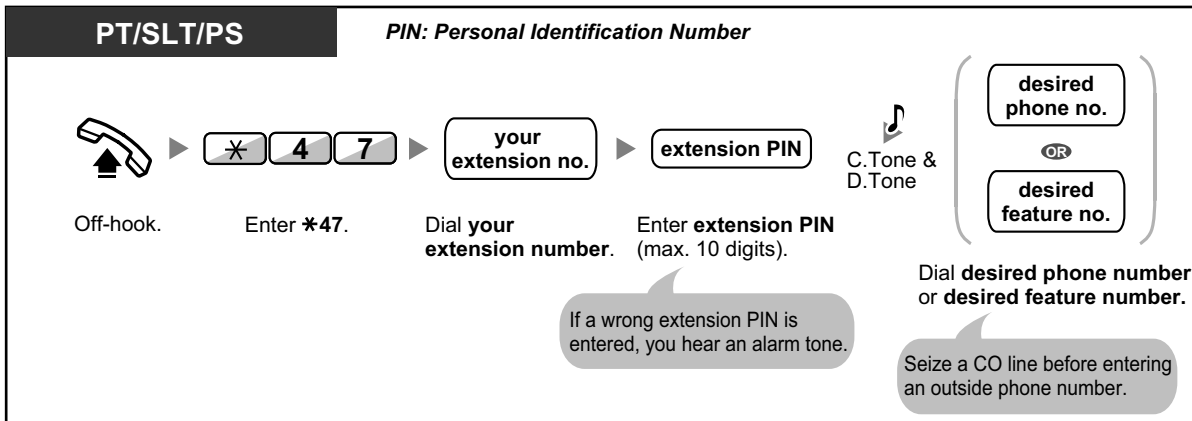 PT/SLT/PS
PIN: Personal Identification Number
* 4 7
your
extension no.
extension PIN
C.Tone &
D.Tone
desired
phone no.
OR
desired
feature no.
Off-hook.
Enter *47.
Dial your
extension number.
Enter extension PIN
(max. 10 digits).
Dial desired phone number
or desired feature number.
If a wrong extension PIN is
entered, you hear an alarm tone.
Seize a CO line before entering
an outside phone number.